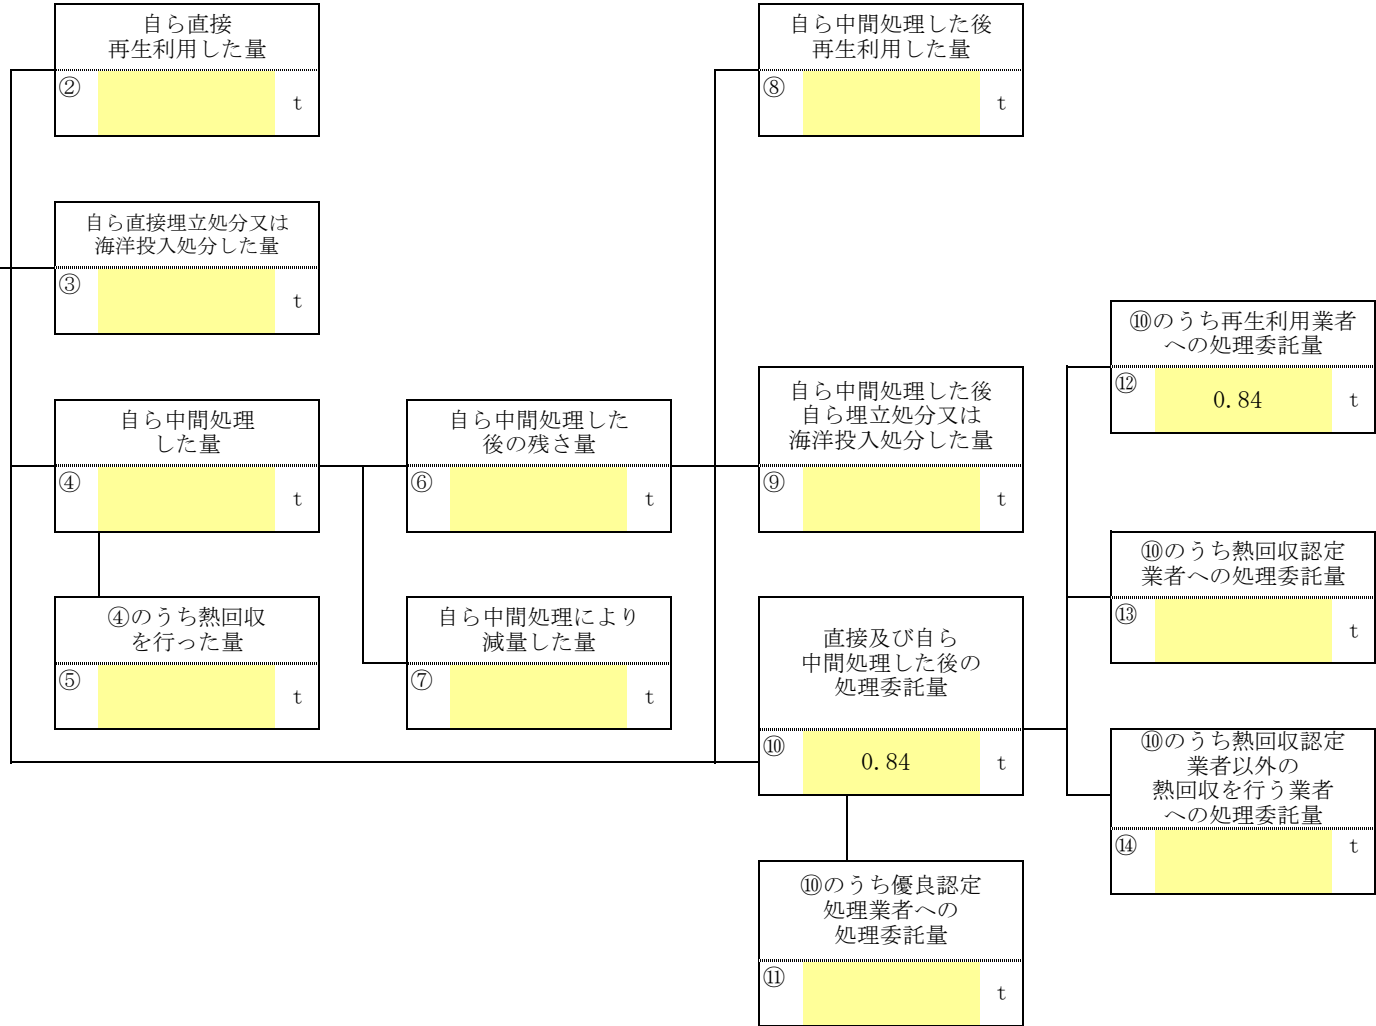 自ら直接
再生利用した量
②
t
自ら直接埋立処分又は
海洋投入処分した量
③
t
自ら中間処理
した量
④
t
④のうち熱回収
を行った量
⑤
t
自ら中間処理した
後の残さ量
⑥
t
自ら中間処理により
減量した量
⑦
t
自ら中間処理した後
再生利用した量
⑧
t
自ら中間処理した後
自ら埋立処分又は
海洋投入処分した量
⑨
t
直接及び自ら
中間処理した後の
処理委託量
⑩ 0.84 t
⑩のうち優良認定
処理業者への
処理委託量
⑪
t
⑩のうち再生利用業者
への処理委託量
⑫ 0.84 t
⑩のうち熱回収認定
業者への処理委託量
⑬
t
⑩のうち熱回収認定
業者以外の
熱回収を行う業者
への処理委託量
⑭
t